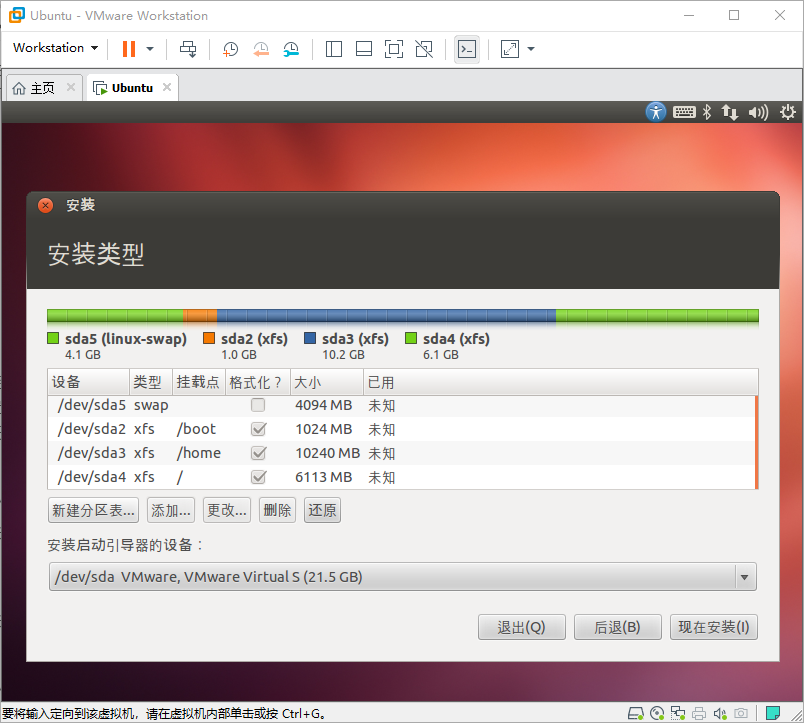 Ubuntu - VMware Workstation
Workstation
主页
Ubuntu
安装
安装类型
sda5 (linux-swap) sda2 (xfs) sda3 (xfs) sda4 (xfs)
4.1 GB 1.0 GB 10.2 GB 6.1 GB
设备 类型 挂载点 格式化？ 大小 已用
/dev/sda5 swap 4094 MB 未知
/dev/sda2 xfs /boot 1024 MB 未知
/dev/sda3 xfs /home 10240 MB 未知
/dev/sda4 xfs / 6113 MB 未知
新建分区表... 添加... 更改... 删除 还原
安装启动引导器的设备：
/dev/sda VMware, VMware Virtual S (21.5 GB)
退出(Q) 后退(B) 现在安装(I)
要将输入定向到该虚拟机，请在虚拟机内部单击或按 Ctrl+G。